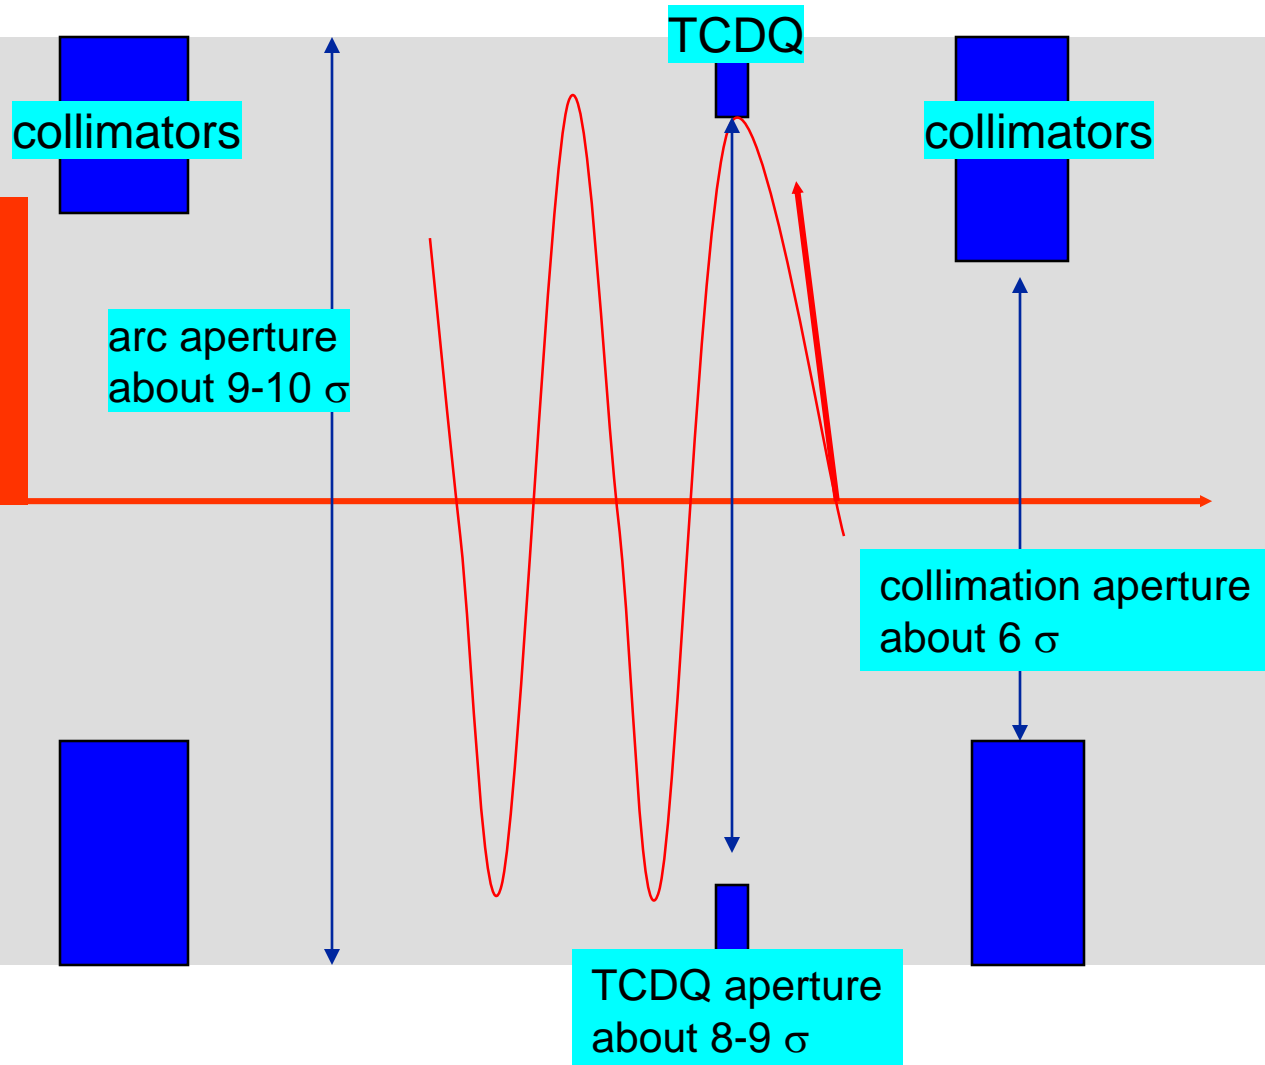 TCDQ
collimators
collimators
arc aperture
about 9-10 σ
collimation aperture
about 6 σ
TCDQ aperture
about 8-9 σ